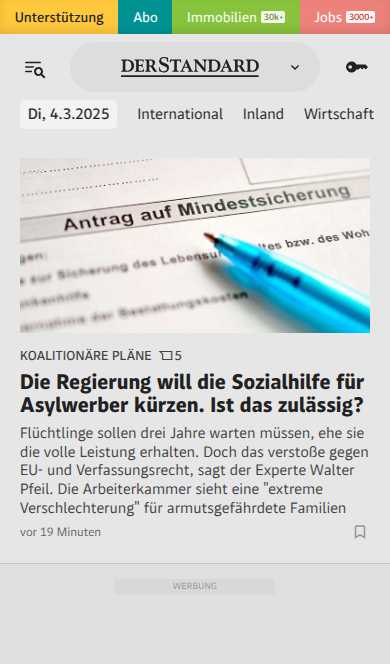 Unterstützung Abo Immobilien 30k+ Jobs 3000+
DERSTANDARD
Di, 4.3.2025 International Inland Wirtschaft
Antrag auf Mindestsicherung
KOALITIONÄRE PLÄNE 5
Die Regierung will die Sozialhilfe für
Asylwerber kürzen. Ist das zulässig?
Flüchtlinge sollen drei Jahre warten müssen, ehe sie
die volle Leistung erhalten. Doch das verstoße gegen
EU- und Verfassungsrecht, sagt der Experte Walter
Pfeil. Die Arbeiterkammer sieht eine "extreme
Verschlechterung" für armutsgefährdete Familien
vor 19 Minuten
WERBUNG